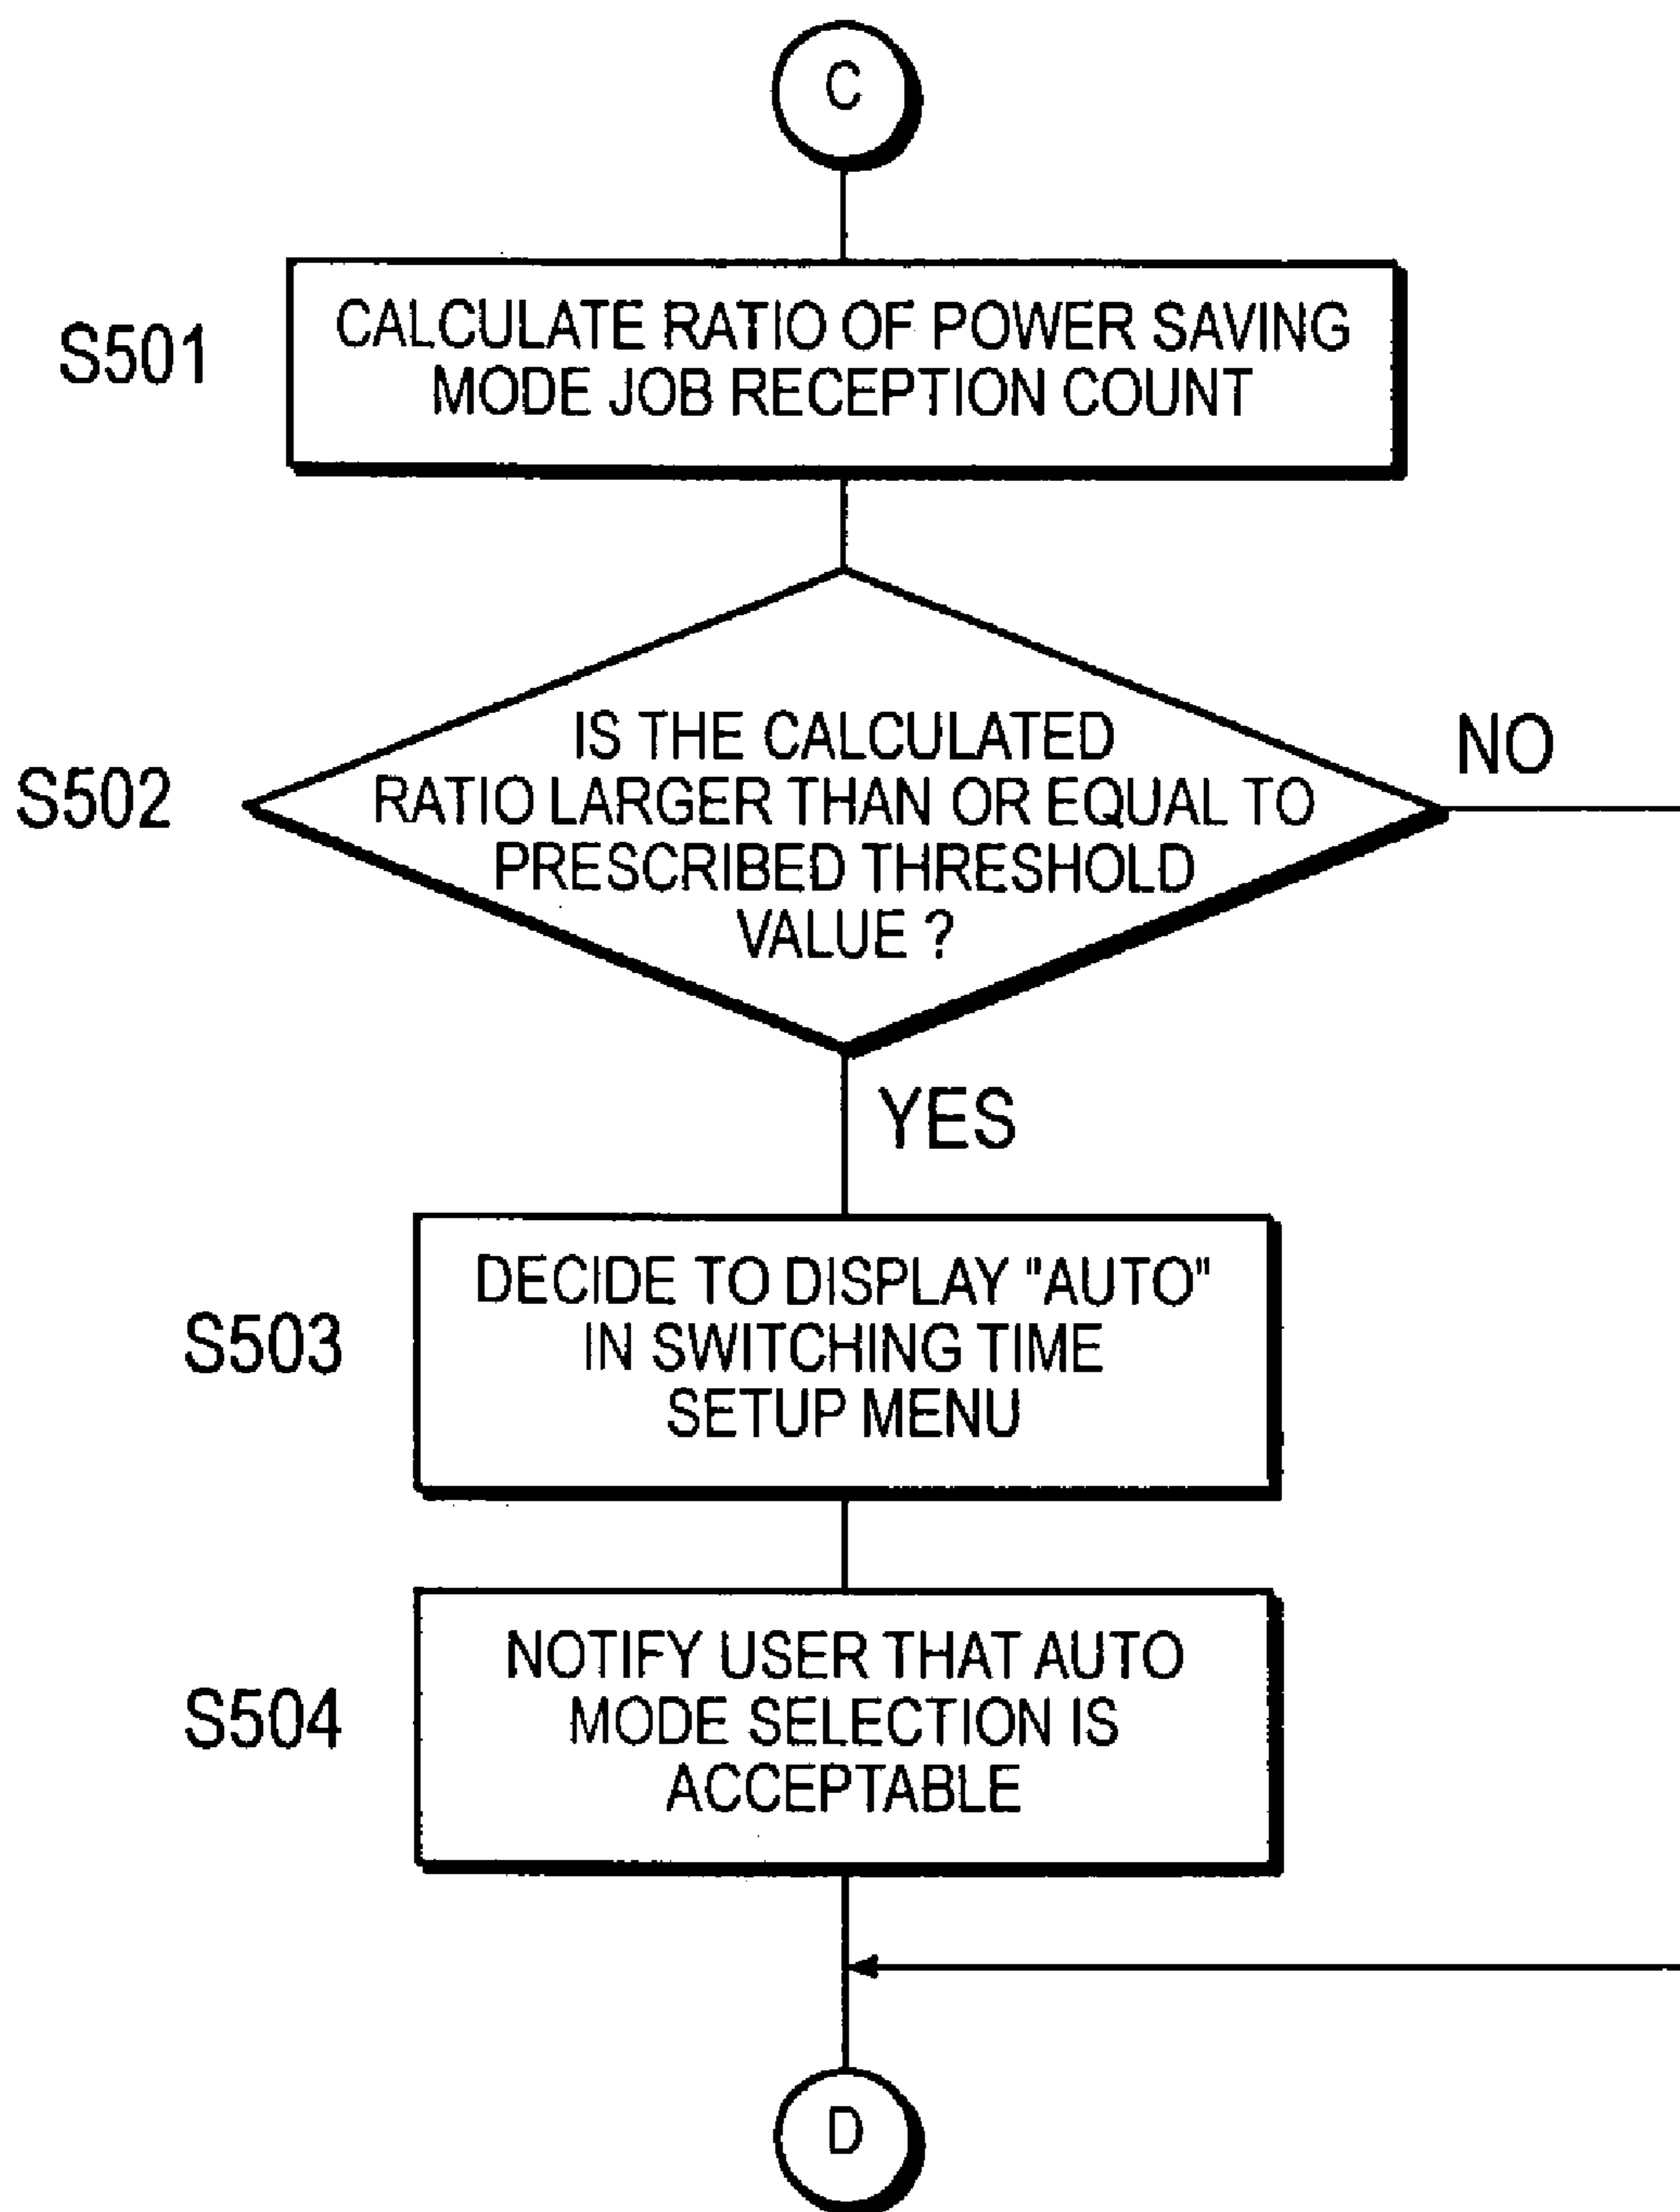 C
S501
CALCULATE RATIO OF POWER SAVING
MODE JOB RECEPTION COUNT
S502
IS THE CALCULATED
RATIO LARGER THAN OR EQUAL TO
PRESCRIBED THRESHOLD
VALUE ?
NO
YES
S503
DECIDE TO DISPLAY "AUTO"
IN SWITCHING TIME
SETUP MENU
S504
NOTIFY USER THAT AUTO
MODE SELECTION IS
ACCEPTABLE
D